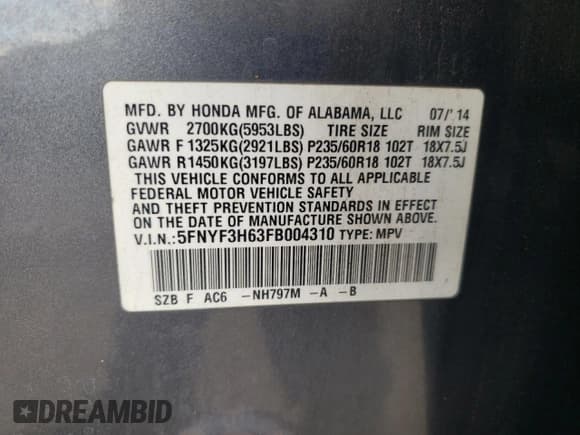 MFD. BY HONDA MFG. OF ALABAMA, LLC 07/'14
GVWR 2700KG(5953LBS) TIRE SIZE RIM SIZE
GAWR F 1325KG(2921LBS) P235/60R18 102T 18X7.5J
GAWR R1450KG(3197LBS) P235/60R18 102T 18X7.5J
THIS VEHICLE CONFORMS TO ALL APPLICABLE
FEDERAL MOTOR VEHICLE SAFETY
AND THEFT PREVENTION STANDARDS IN EFFECT
ON THE DATE OF MANUFACTURE SHOWN ABOVE.
V.I.N.:5FNYF3H63FB004310 TYPE: MPV
SZB F AC6 -NH797M -A -B
DREAMBID